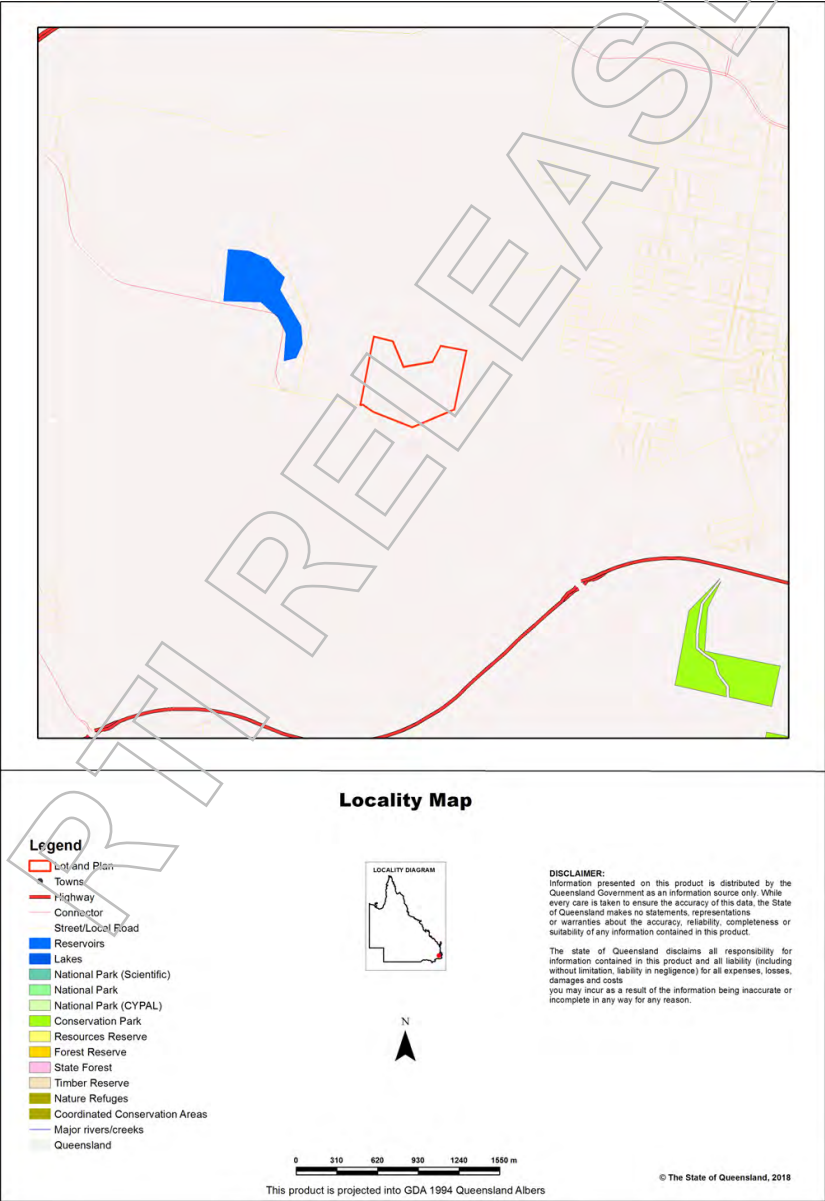 RTI RELEASE
Locality Map
Legend
Lot and Plan
Towns
Highway
Connector
Street/Local Road
Reservoirs
Lakes
National Park (Scientific)
National Park
National Park (CYPAL)
Conservation Park
Resources Reserve
Forest Reserve
State Forest
Timber Reserve
Nature Refuges
Coordinated Conservation Areas
Major rivers/creeks
Queensland
LOCALITY DIAGRAM
N
0 310 620 930 1240 1550 m
This product is projected into GDA 1994 Queensland Albers
DISCLAIMER:
Information presented on this product is distributed by the
Queensland Government as an information source only. While
every care is taken to ensure the accuracy of this data, the State
of Queensland makes no statements, representations
or warranties about the accuracy, reliability, completeness or
suitability of any information contained in this product.
The state of Queensland disclaims all responsibility for
information contained in this product and all liability (including
without limitation, liability in negligence) for all expenses, losses,
damages and costs
you may incur as a result of the information being inaccurate or
incomplete in any way for any reason.
© The State of Queensland, 2018